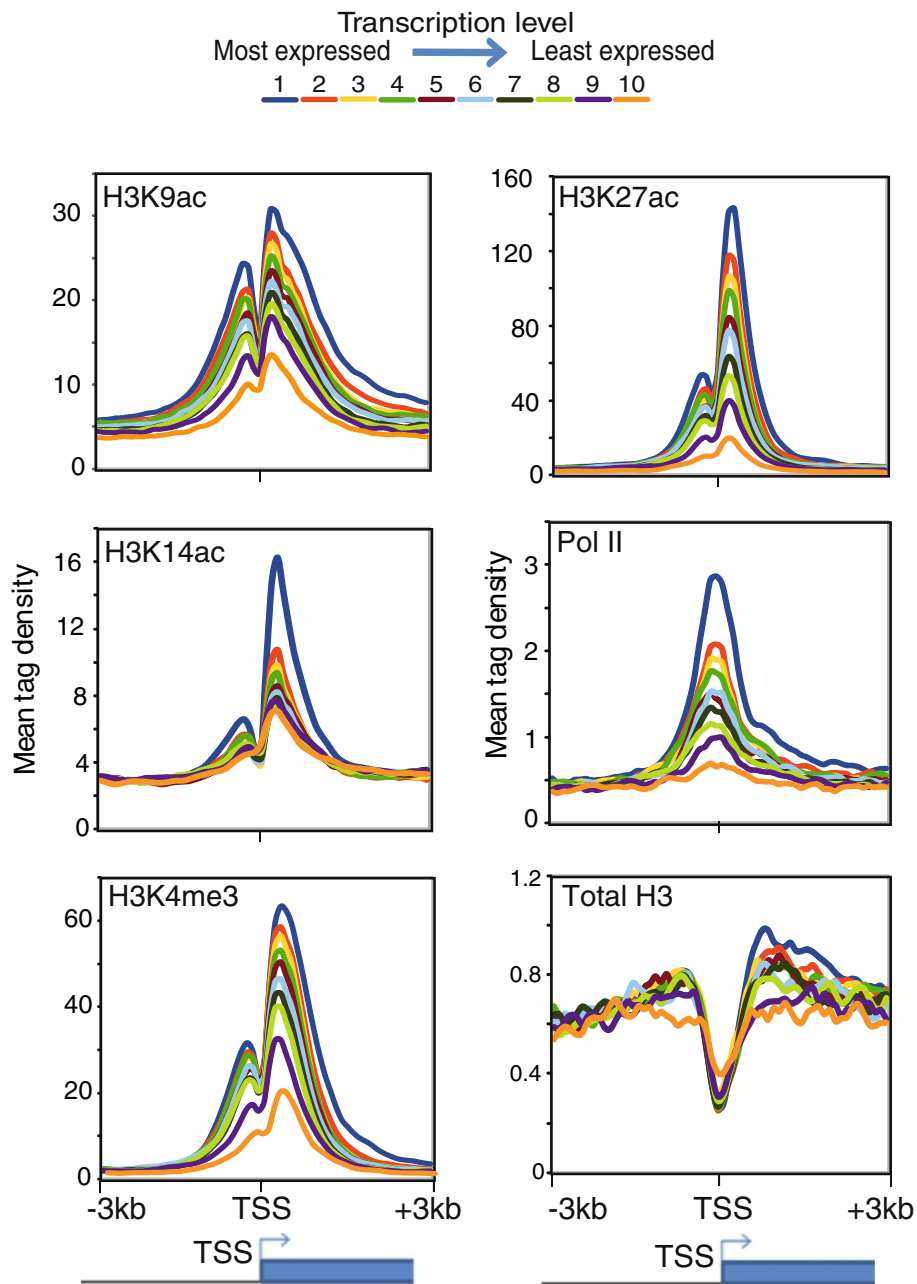 Transcription level
Most expressed Least expressed
1 2 3 4 5 6 7 8 9 10
H3K9ac
30
20
10
0
H3K27ac
160
120
80
40
0
H3K14ac
16
12
8
4
0
Mean tag density
Pol II
3
2
1
0
Mean tag density
H3K4me3
60
40
20
0
-3kb TSS +3kb
Total H3
1.2
0.8
0.4
0
-3kb TSS +3kb
TSS
TSS